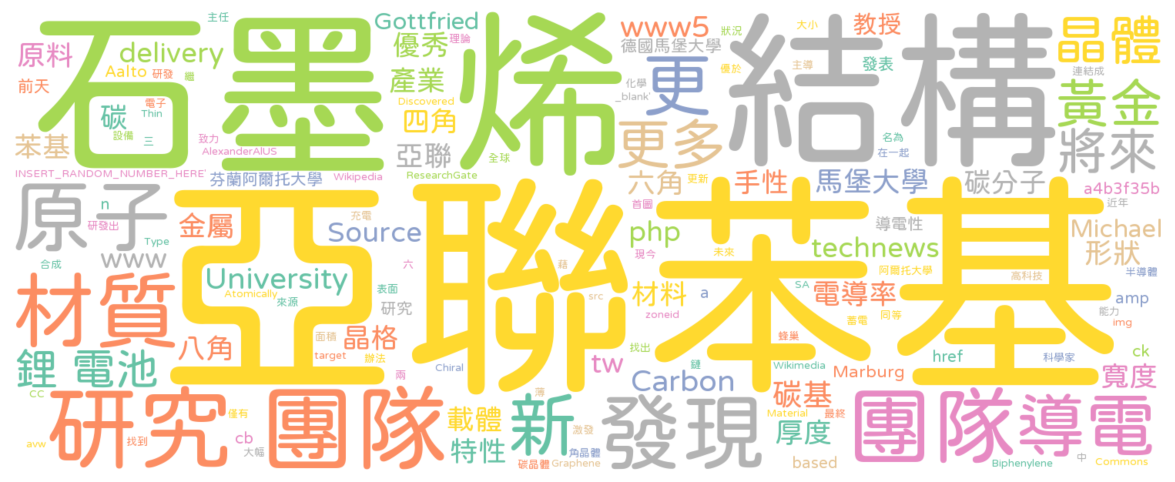 石墨烯
結構
亞聯苯基
主任
Gottfried
理論
優秀
www5
德國馬堡大學
狀況
大小
教授
晶體
原料
delivery
Aalto
研發
繼
前天
產業
更
優於
主導
發表
連結成
化學
_blank'
Discovered
四角
黃金
碳
電子
Thin
設備
三
致力
苯基
AlexanderAlUS
亞聯
全球
更多
名為
在一起
將來
INSERT_RANDOM_NUMBER_HERE'
芬蘭阿爾托大學
Wikipedia
ResearchGate
六角
更新
手性
馬堡大學
碳分子
a4b3f35b
近年
原子
n
研發出
Type
金屬
充電
Source
首圖
php
現今
未來
導電性
technews
Michael
形狀
www
合成
University
Atomically
來源
表面
研究
六
藉
src
材料
zoneid
a
SA
阿爾托大學
電導率
蓄電
同等
高科技
半導體
amp
能力
img
材質
八角
面積
晶格
target
辦法
兩
Chiral
tw
找出
鏈
蜂巢
Wikimedia
href
科學家
ck
鋰 電池
cc
薄
Carbon
碳基
Marburg
寬度
研究 團隊
載體
新
激發
發現
Material
最終
厚度
團隊
導電
avw
找到
僅有
cb
大幅
特性
碳晶體
角晶體
Graphene
based
Biphenylene
中
Commons